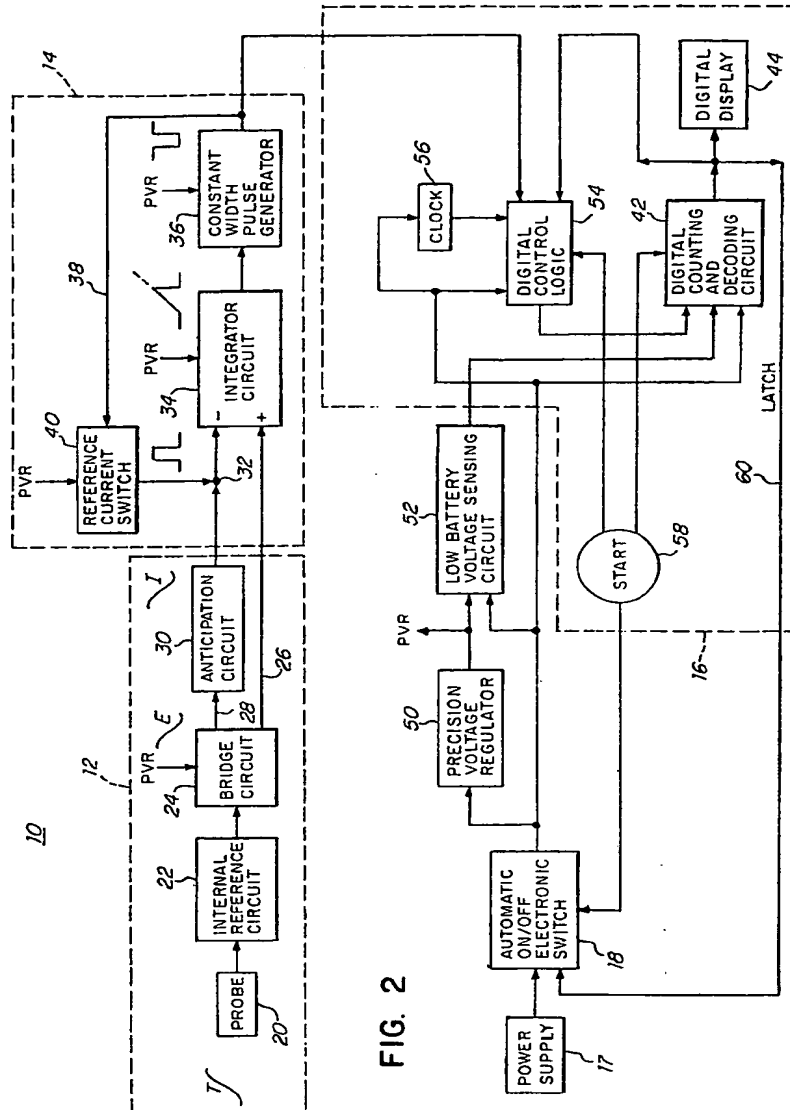 10
12
14
T
PROBE
20
22
INTERNAL
REFERENCE
CIRCUIT
PVR
E
24
BRIDGE
CIRCUIT
28
26
30
I
ANTICIPATION
CIRCUIT
PVR
40
REFERENCE
CURRENT
SWITCH
38
32
PVR
34
-
+
INTEGRATOR
CIRCUIT
PVR
36
CONSTANT
WIDTH
PULSE
GENERATOR
FIG. 2
POWER
SUPPLY
17
AUTOMATIC
ON/OFF
ELECTRONIC
SWITCH
18
50
PRECISION
VOLTAGE
REGULATOR
PVR
52
LOW BATTERY
VOLTAGE SENSING
CIRCUIT
16
START
58
56
CLOCK
DIGITAL
CONTROL
LOGIC
54
42
DIGITAL
COUNTING
AND
DECODING
CIRCUIT
DIGITAL
DISPLAY
44
LATCH
60